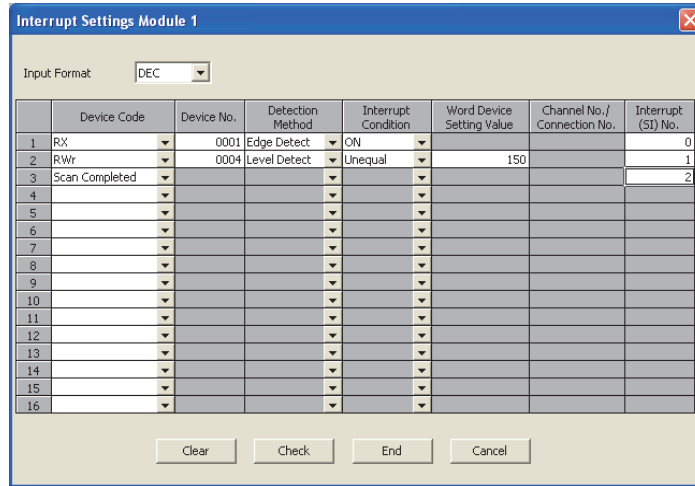 Interrupt Settings Module 1
Input Format DEC
Device Code Device No. Detection Method Interrupt Condition Word Device Setting Value Channel No./ Connection No. Interrupt (SI) No.
1 RX 0001 Edge Detect ON 0
2 RWr 0004 Level Detect Unequal 150 1
3 Scan Completed 2
4
5
6
7
8
9
10
11
12
13
14
15
16
Clear Check End Cancel